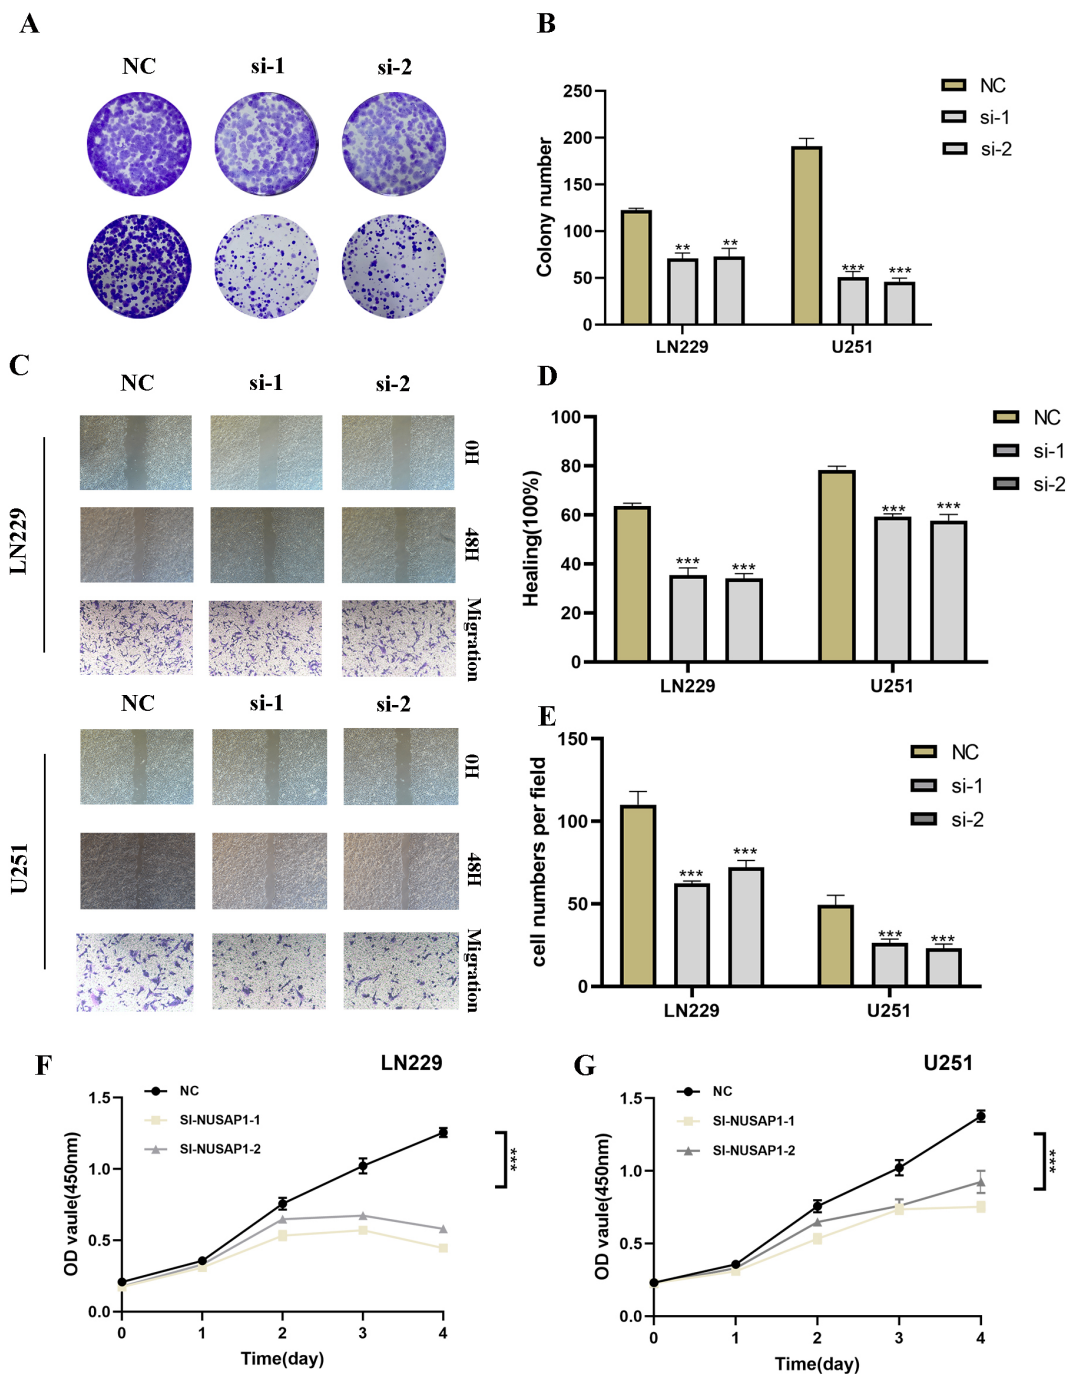 A
NC
si-1
si-2
B
250
200
150
100
50
0
Colony number
**
**
***
***
LN229
U251
NC
si-1
si-2
C
NC
si-1
si-2
LN229
0H
48H
Migration
NC
si-1
si-2
U251
0H
48H
Migration
D
100
80
60
40
20
0
Healing(100%)
***
***
***
***
LN229
U251
NC
si-1
si-2
E
150
100
50
0
cell numbers per field
***
***
***
***
LN229
U251
NC
si-1
si-2
F
LN229
NC
SI-NUSAP1-1
SI-NUSAP1-2
1.5
1.0
0.5
0.0
OD vaule(450nm)
0 1 2 3 4
Time(day)
***
G
U251
NC
SI-NUSAP1-1
SI-NUSAP1-2
1.5
1.0
0.5
0.0
OD vaule(450nm)
0 1 2 3 4
Time(day)
***